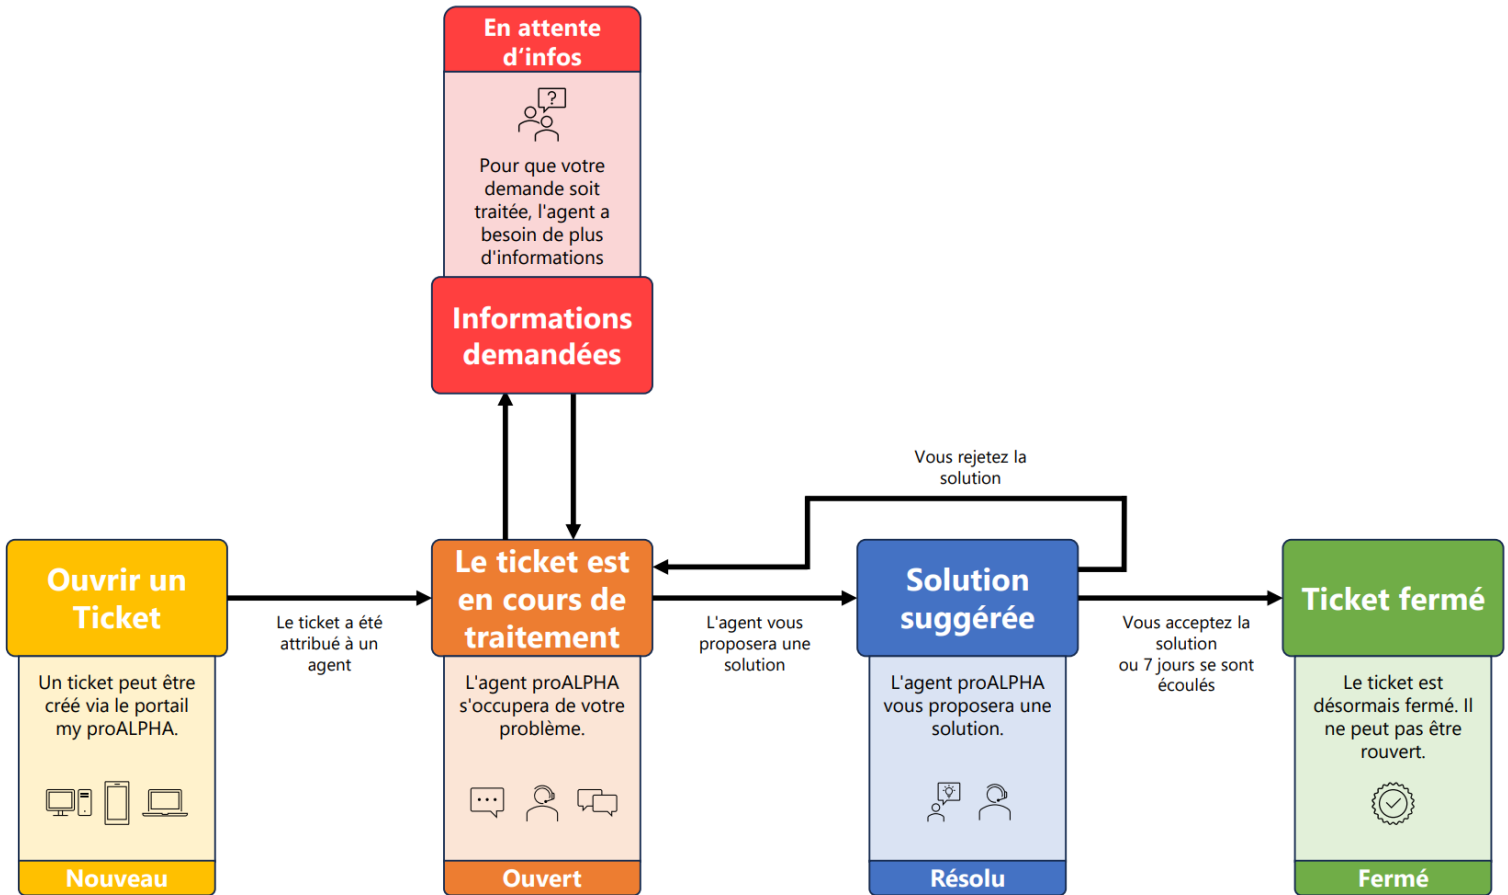 En attente
d‘infos
?
Pour que votre
demande soit
traitée, l'agent a
besoin de plus
d'informations
Informations
demandées
Vous rejetez la
solution
Ouvrir un
Ticket
Le ticket a été
attribué à un
agent
Le ticket est
en cours de
traitement
L'agent vous
proposera une
solution
Solution
suggérée
Vous acceptez la
solution
ou 7 jours se sont
écoulés
Ticket fermé
Un ticket peut être
créé via le portail
my proALPHA.
L'agent proALPHA
s'occupera de votre
problème.
L'agent proALPHA
vous proposera une
solution.
Le ticket est
désormais fermé. Il
ne peut pas être
rouvert.
Nouveau
Ouvert
Résolu
Fermé